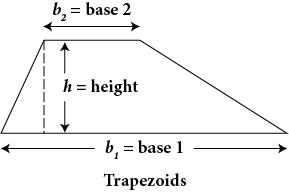 b₂ = base 2
h = height
b₁ = base 1
Trapezoids